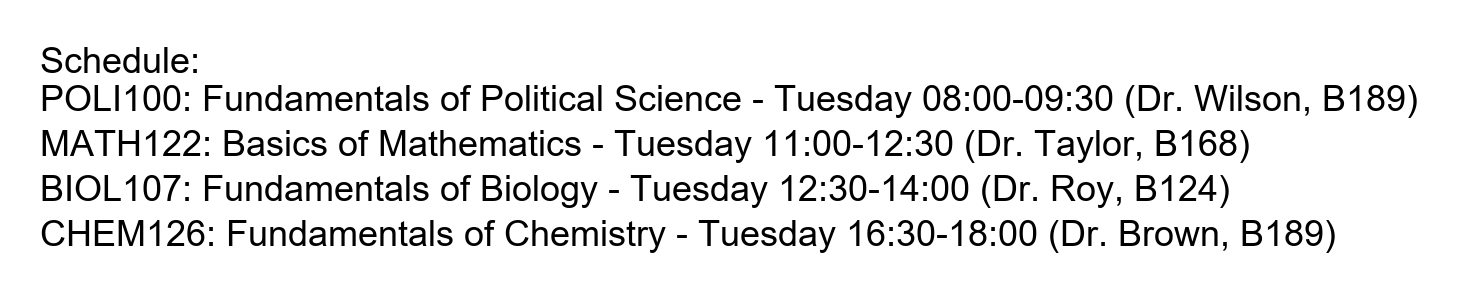 Schedule:
POLI100: Fundamentals of Political Science - Tuesday 08:00-09:30 (Dr. Wilson, B189)
MATH122: Basics of Mathematics - Tuesday 11:00-12:30 (Dr. Taylor, B168)
BIOL107: Fundamentals of Biology - Tuesday 12:30-14:00 (Dr. Roy, B124)
CHEM126: Fundamentals of Chemistry - Tuesday 16:30-18:00 (Dr. Brown, B189)